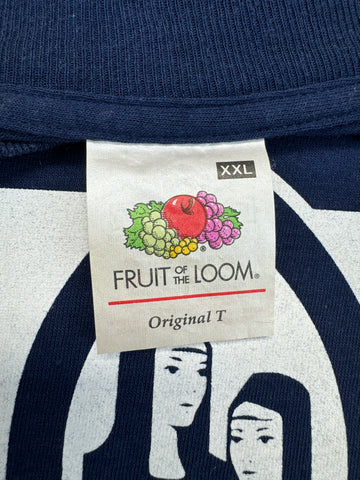 XXL
FRUIT OF THE LOOM®
Original T